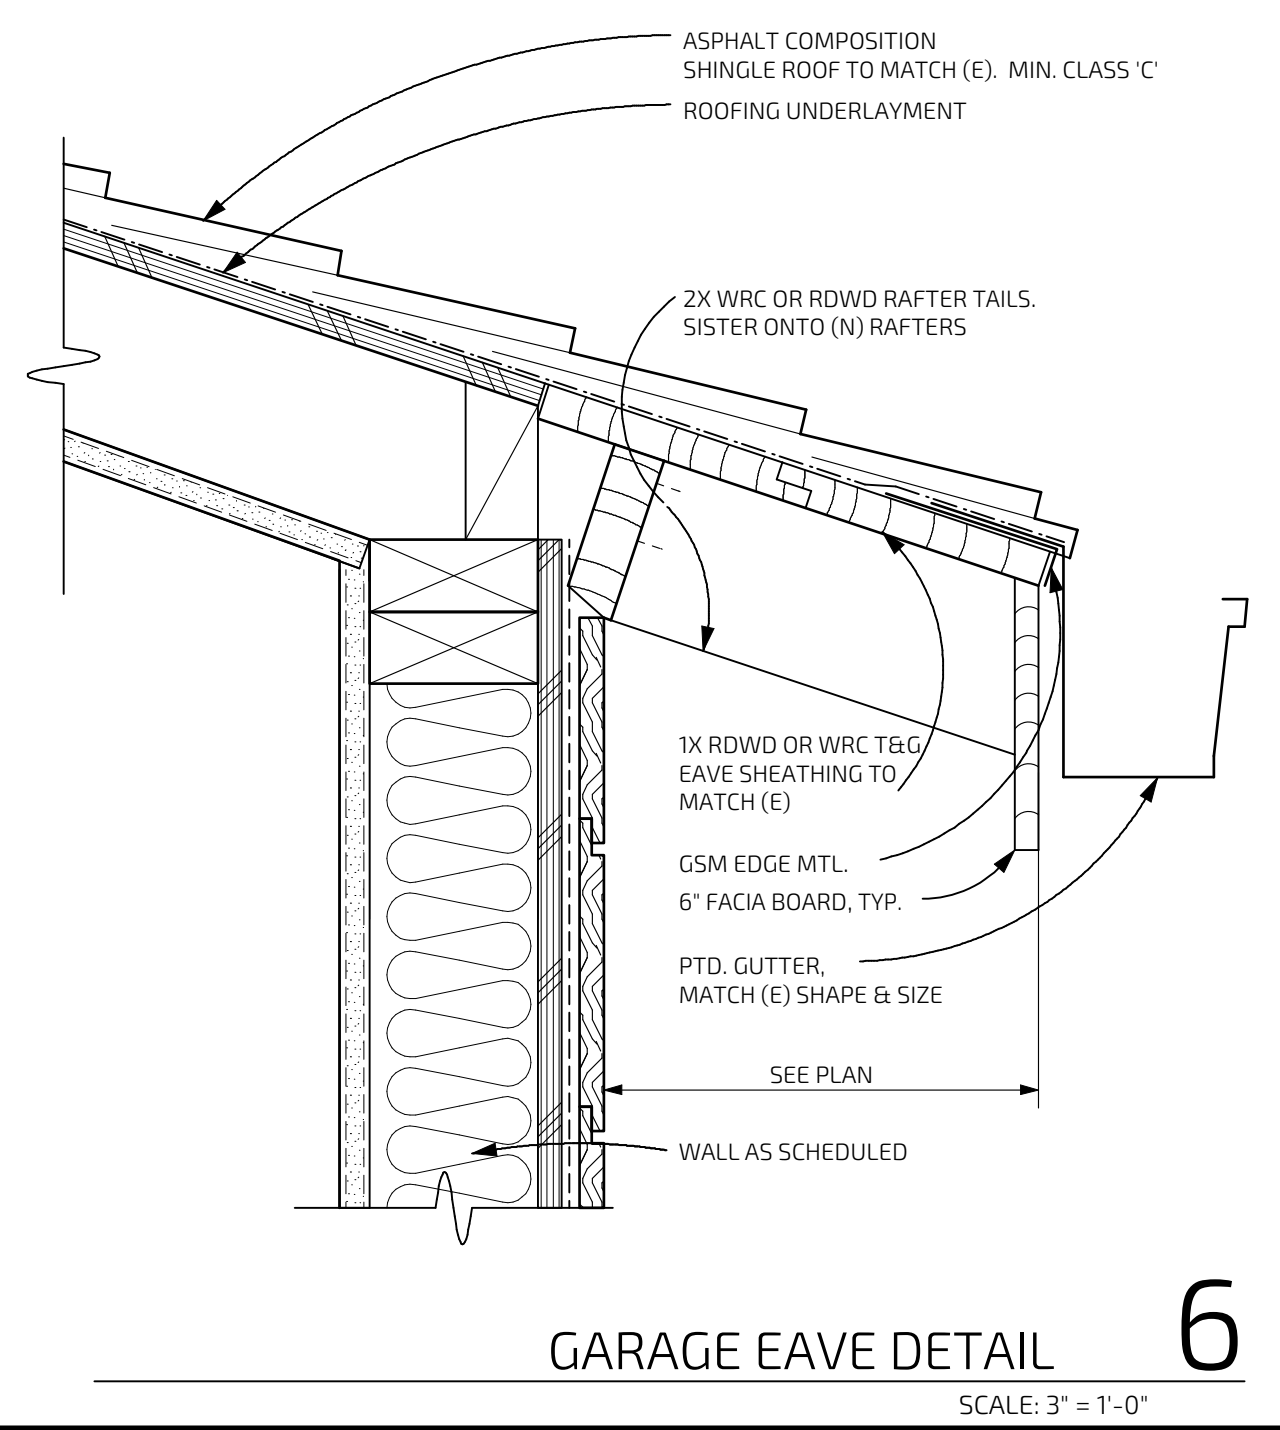 ASPHALT COMPOSITION
SHINGLE ROOF TO MATCH (E). MIN. CLASS 'C'
ROOFING UNDERLAYMENT
2X WRC OR RDWD RAFTER TAILS.
SISTER ONTO (N) RAFTERS
1X RDWD OR WRC T&G
EAVE SHEATHING TO
MATCH (E)
GSM EDGE MTL.
6" FACIA BOARD, TYP.
PTD. GUTTER,
MATCH (E) SHAPE & SIZE
SEE PLAN
WALL AS SCHEDULED
GARAGE EAVE DETAIL
6
SCALE: 3" = 1'-0"